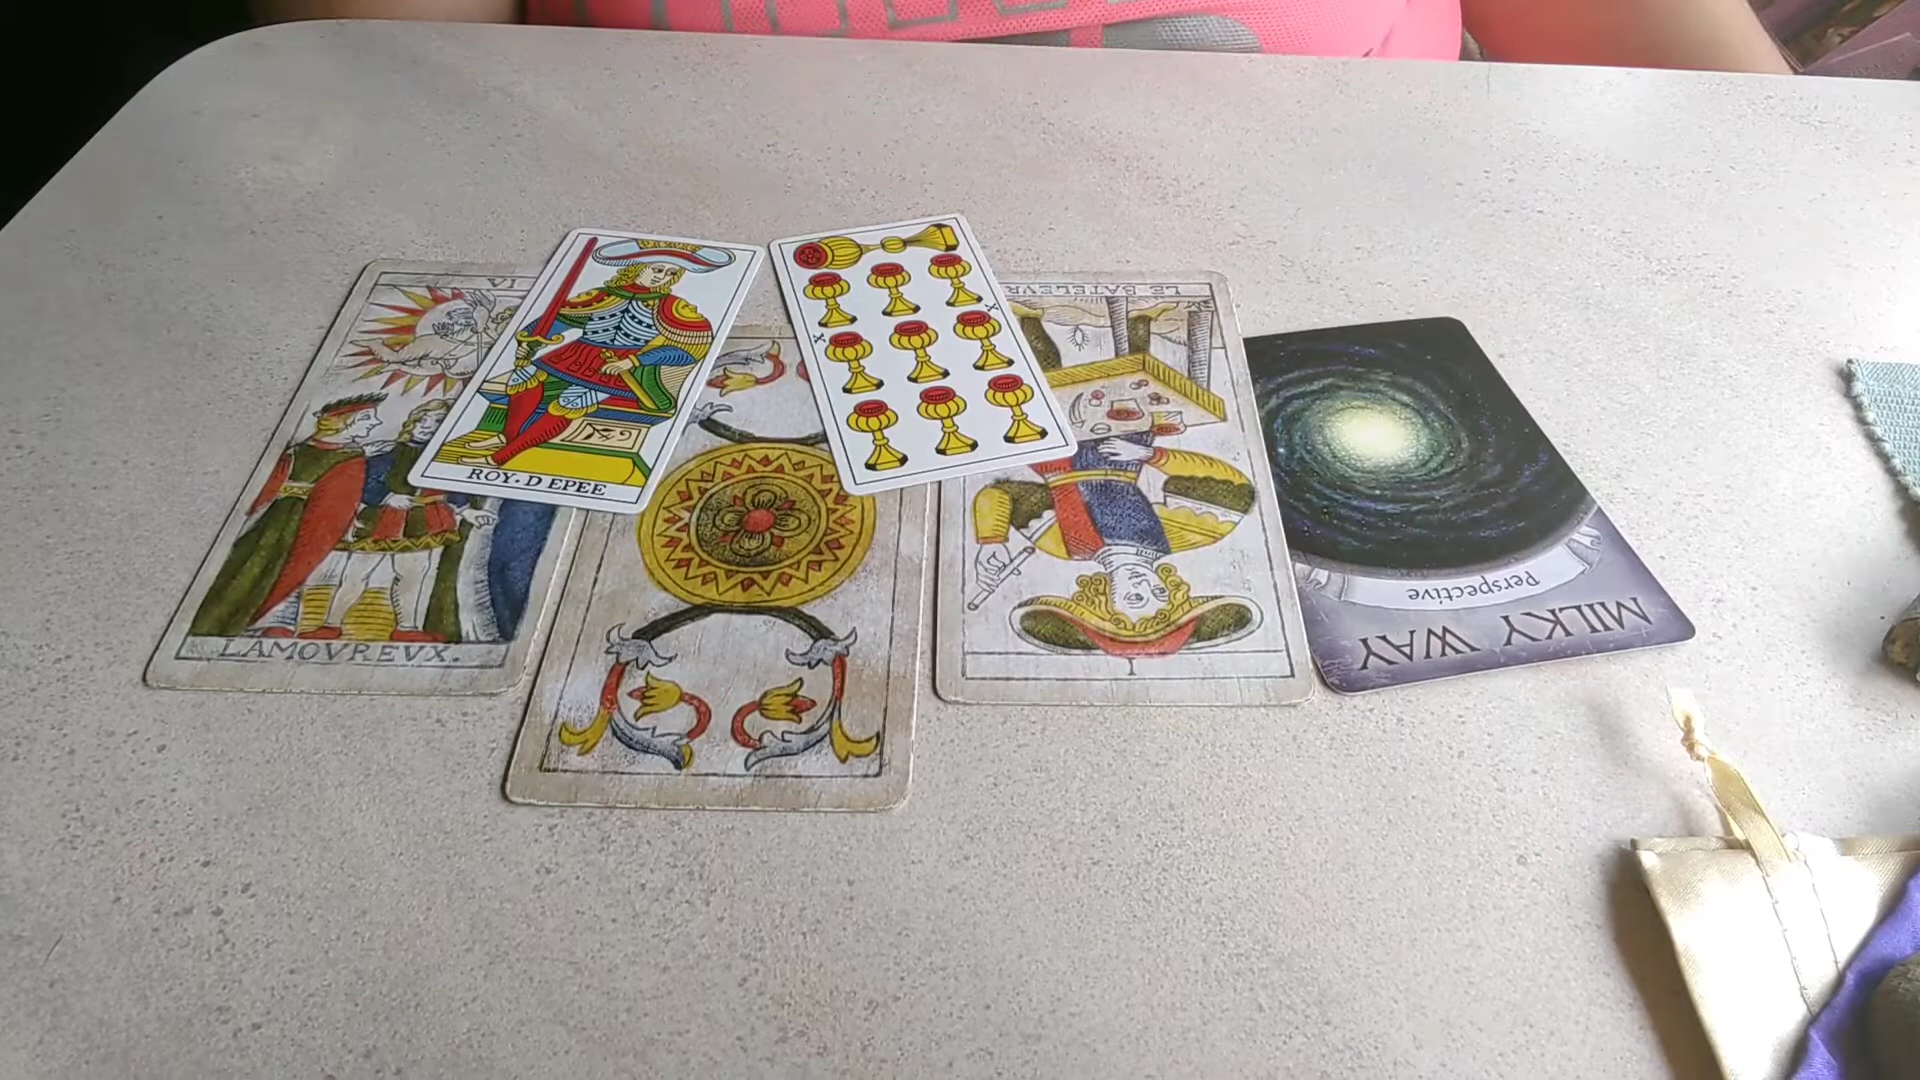 VI
LAMOVREVX.
ROY·D EPEE
X
X
LE BATELEVR
I
Perspective
MILKY WAY